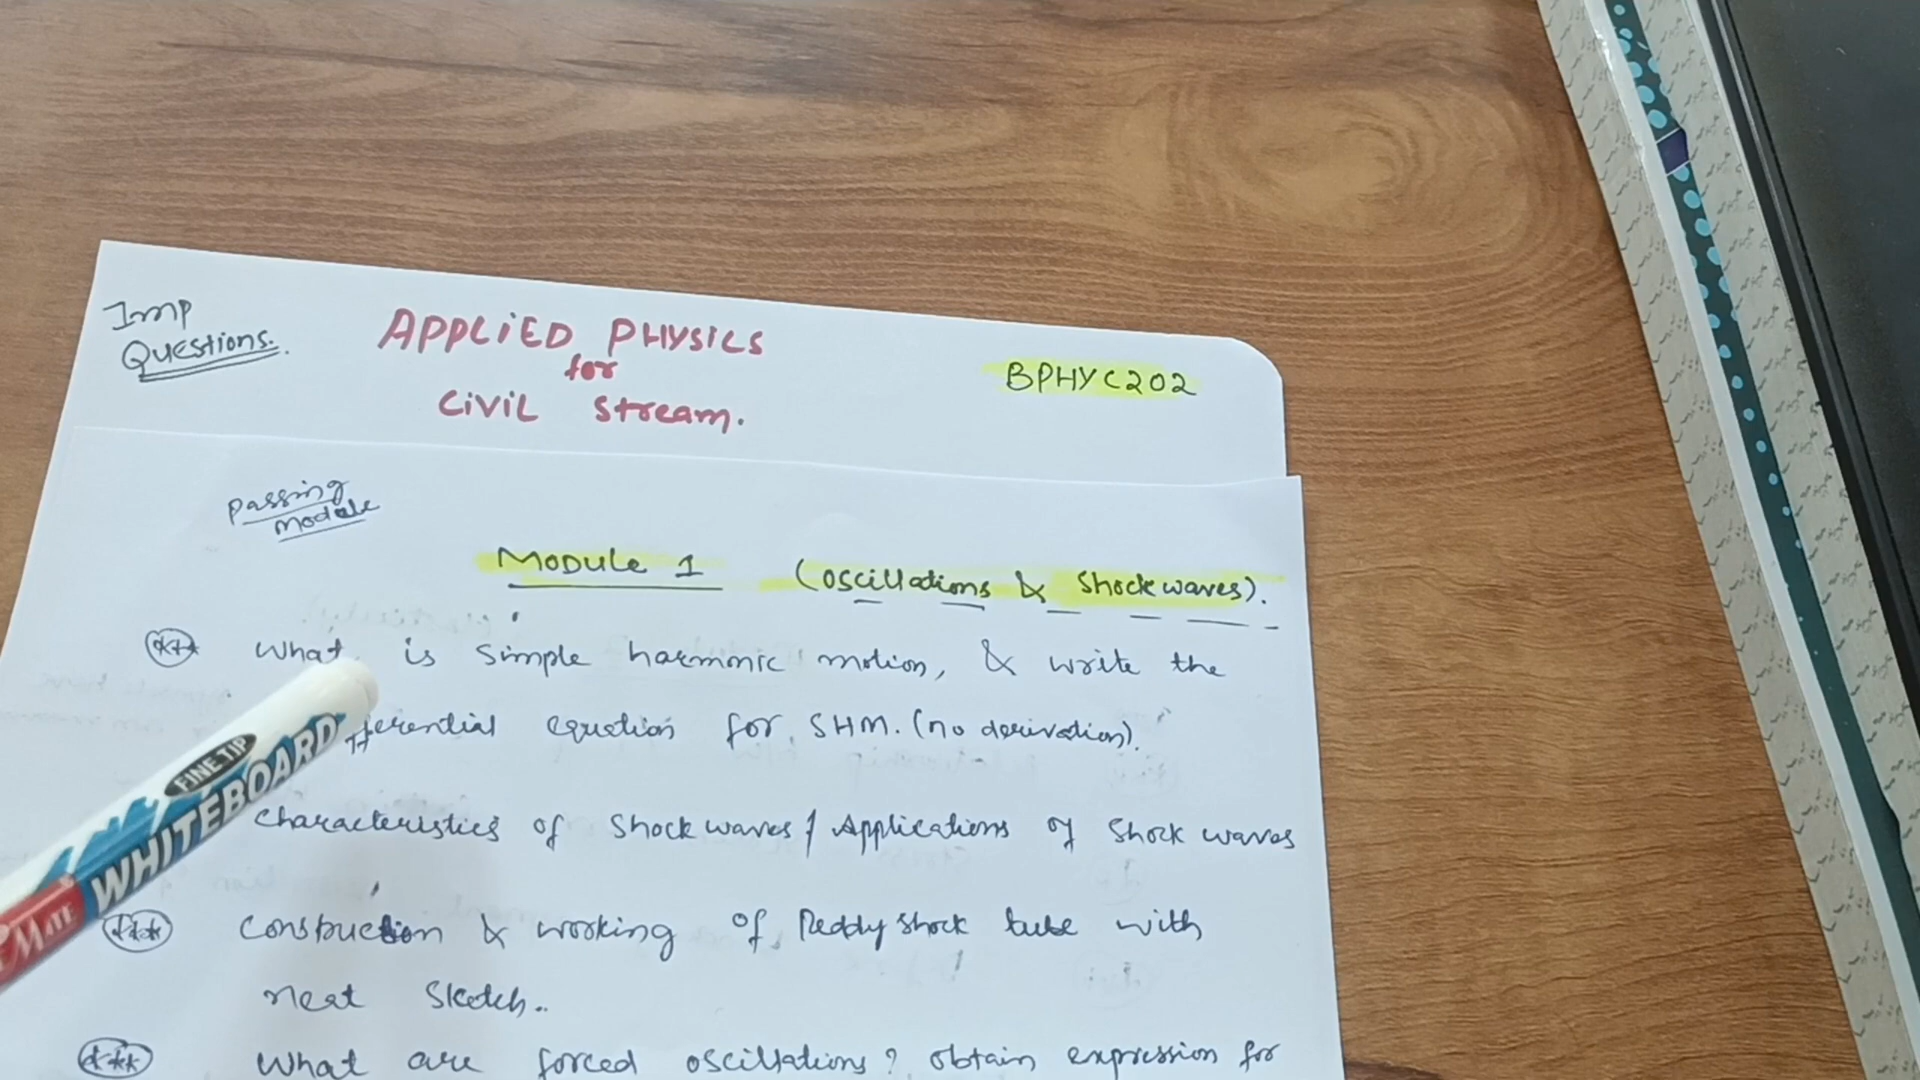 Imp
Questions.
APPLIED PHYSICS
for
CIVIL Stream.
BPHYC202
Passing
module
MODULE 1 (Oscillations & Shock waves).
*** What is simple harmonic motion, & write the
fferential equation for SHM. (no derivation).
characteristics of shock waves / Applications of shock waves
*** construction & working of Reddy shock tube with
neat sketch.
*** What are forced oscillations? obtain expression for
FINE TIP
WHITEBOARD
MATE